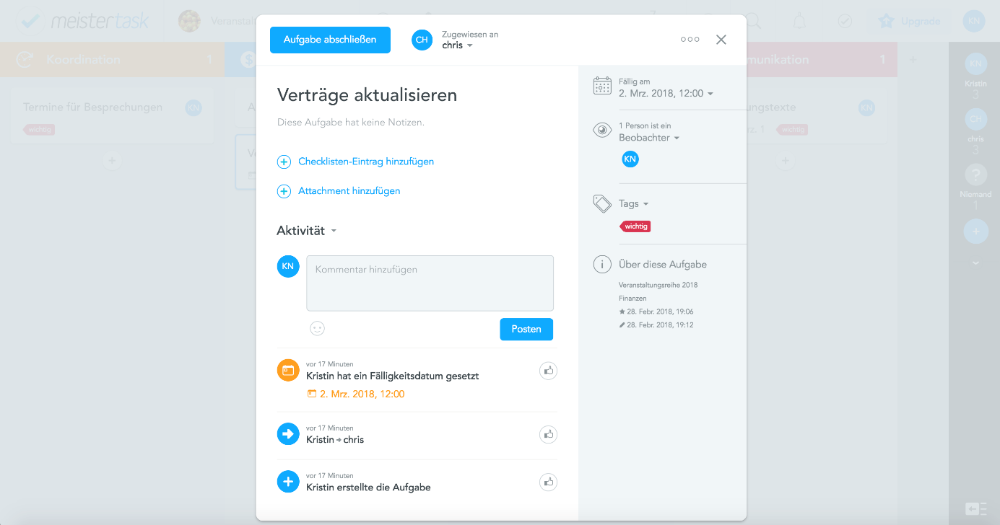 meistertask
Veranstal
Upgrade
KN
Koordination 1
munikation 1
Termine für Besprechungen KN
wichtig
ungstexte KN
rz. 1 wichtig
KN
Kristin
3
CH
chris
3
?
Niemand
1
Aufgabe abschließen
CH
Zugewiesen an
chris
Verträge aktualisieren
Diese Aufgabe hat keine Notizen.
Checklisten-Eintrag hinzufügen
Attachment hinzufügen
Aktivität
KN
Kommentar hinzufügen
Posten
vor 17 Minuten
Kristin hat ein Fälligkeitsdatum gesetzt
2. Mrz. 2018, 12:00
vor 17 Minuten
Kristin → chris
vor 17 Minuten
Kristin erstellte die Aufgabe
Fällig am
2. Mrz. 2018, 12:00
1 Person ist ein
Beobachter
KN
Tags
wichtig
Über diese Aufgabe
Veranstaltungsreihe 2018
Finanzen
28. Febr. 2018, 19:06
28. Febr. 2018, 19:12